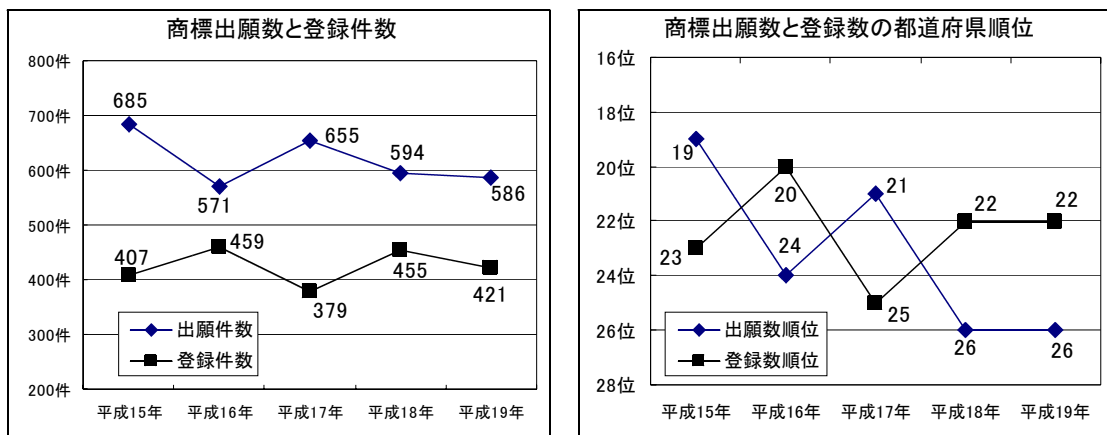 商標出願数と登録件数
800件
700件
600件
500件
400件
300件
200件
685
571
655
594
586
407
459
379
455
421
出願件数
登録件数
平成15年
平成16年
平成17年
平成18年
平成19年
商標出願数と登録数の都道府県順位
16位
18位
20位
22位
24位
26位
28位
19
24
21
26
26
23
20
25
22
22
出願数順位
登録数順位
平成15年
平成16年
平成17年
平成18年
平成19年